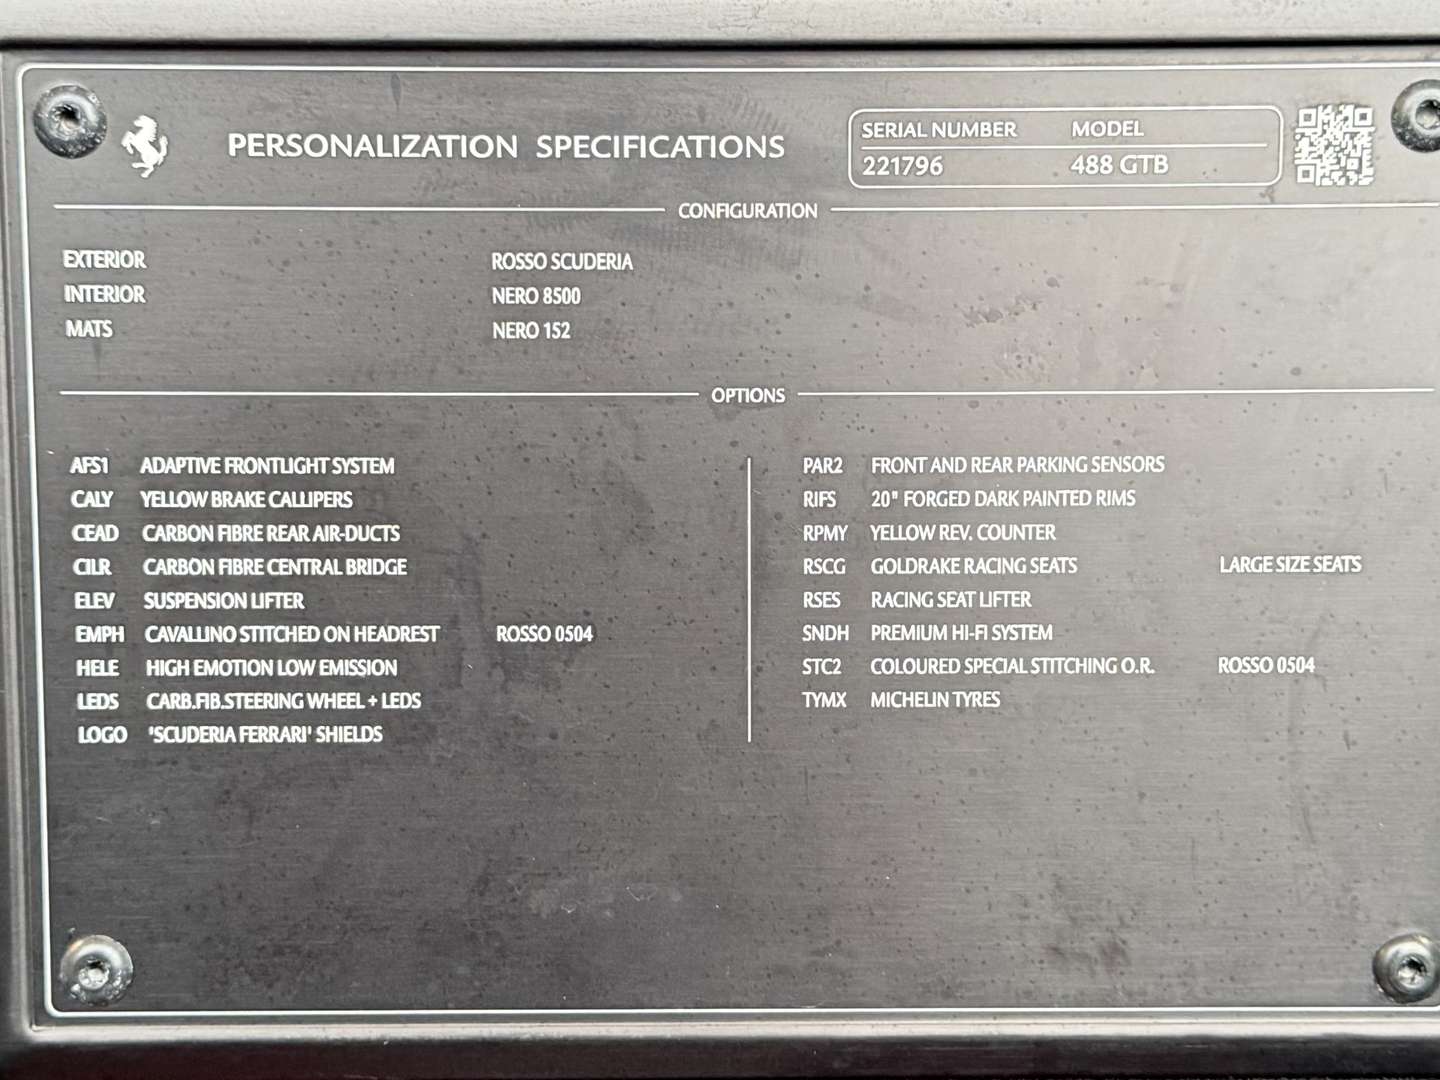 PERSONALIZATION SPECIFICATIONS
SERIAL NUMBER MODEL
221796 488 GTB
CONFIGURATION
EXTERIOR ROSSO SCUDERIA
INTERIOR NERO 8500
MATS NERO 152
OPTIONS
AFS1 ADAPTIVE FRONTLIGHT SYSTEM
CALY YELLOW BRAKE CALLIPERS
CEAD CARBON FIBRE REAR AIR-DUCTS
CILR CARBON FIBRE CENTRAL BRIDGE
ELEV SUSPENSION LIFTER
EMPH CAVALLINO STITCHED ON HEADREST ROSSO 0504
HELE HIGH EMOTION LOW EMISSION
LEDS CARB.FIB.STEERING WHEEL + LEDS
LOGO 'SCUDERIA FERRARI' SHIELDS
PAR2 FRONT AND REAR PARKING SENSORS
RIFS 20" FORGED DARK PAINTED RIMS
RPMY YELLOW REV. COUNTER
RSCG GOLDRAKE RACING SEATS LARGE SIZE SEATS
RSES RACING SEAT LIFTER
SNDH PREMIUM HI-FI SYSTEM
STC2 COLOURED SPECIAL STITCHING O.R. ROSSO 0504
TYMX MICHELIN TYRES